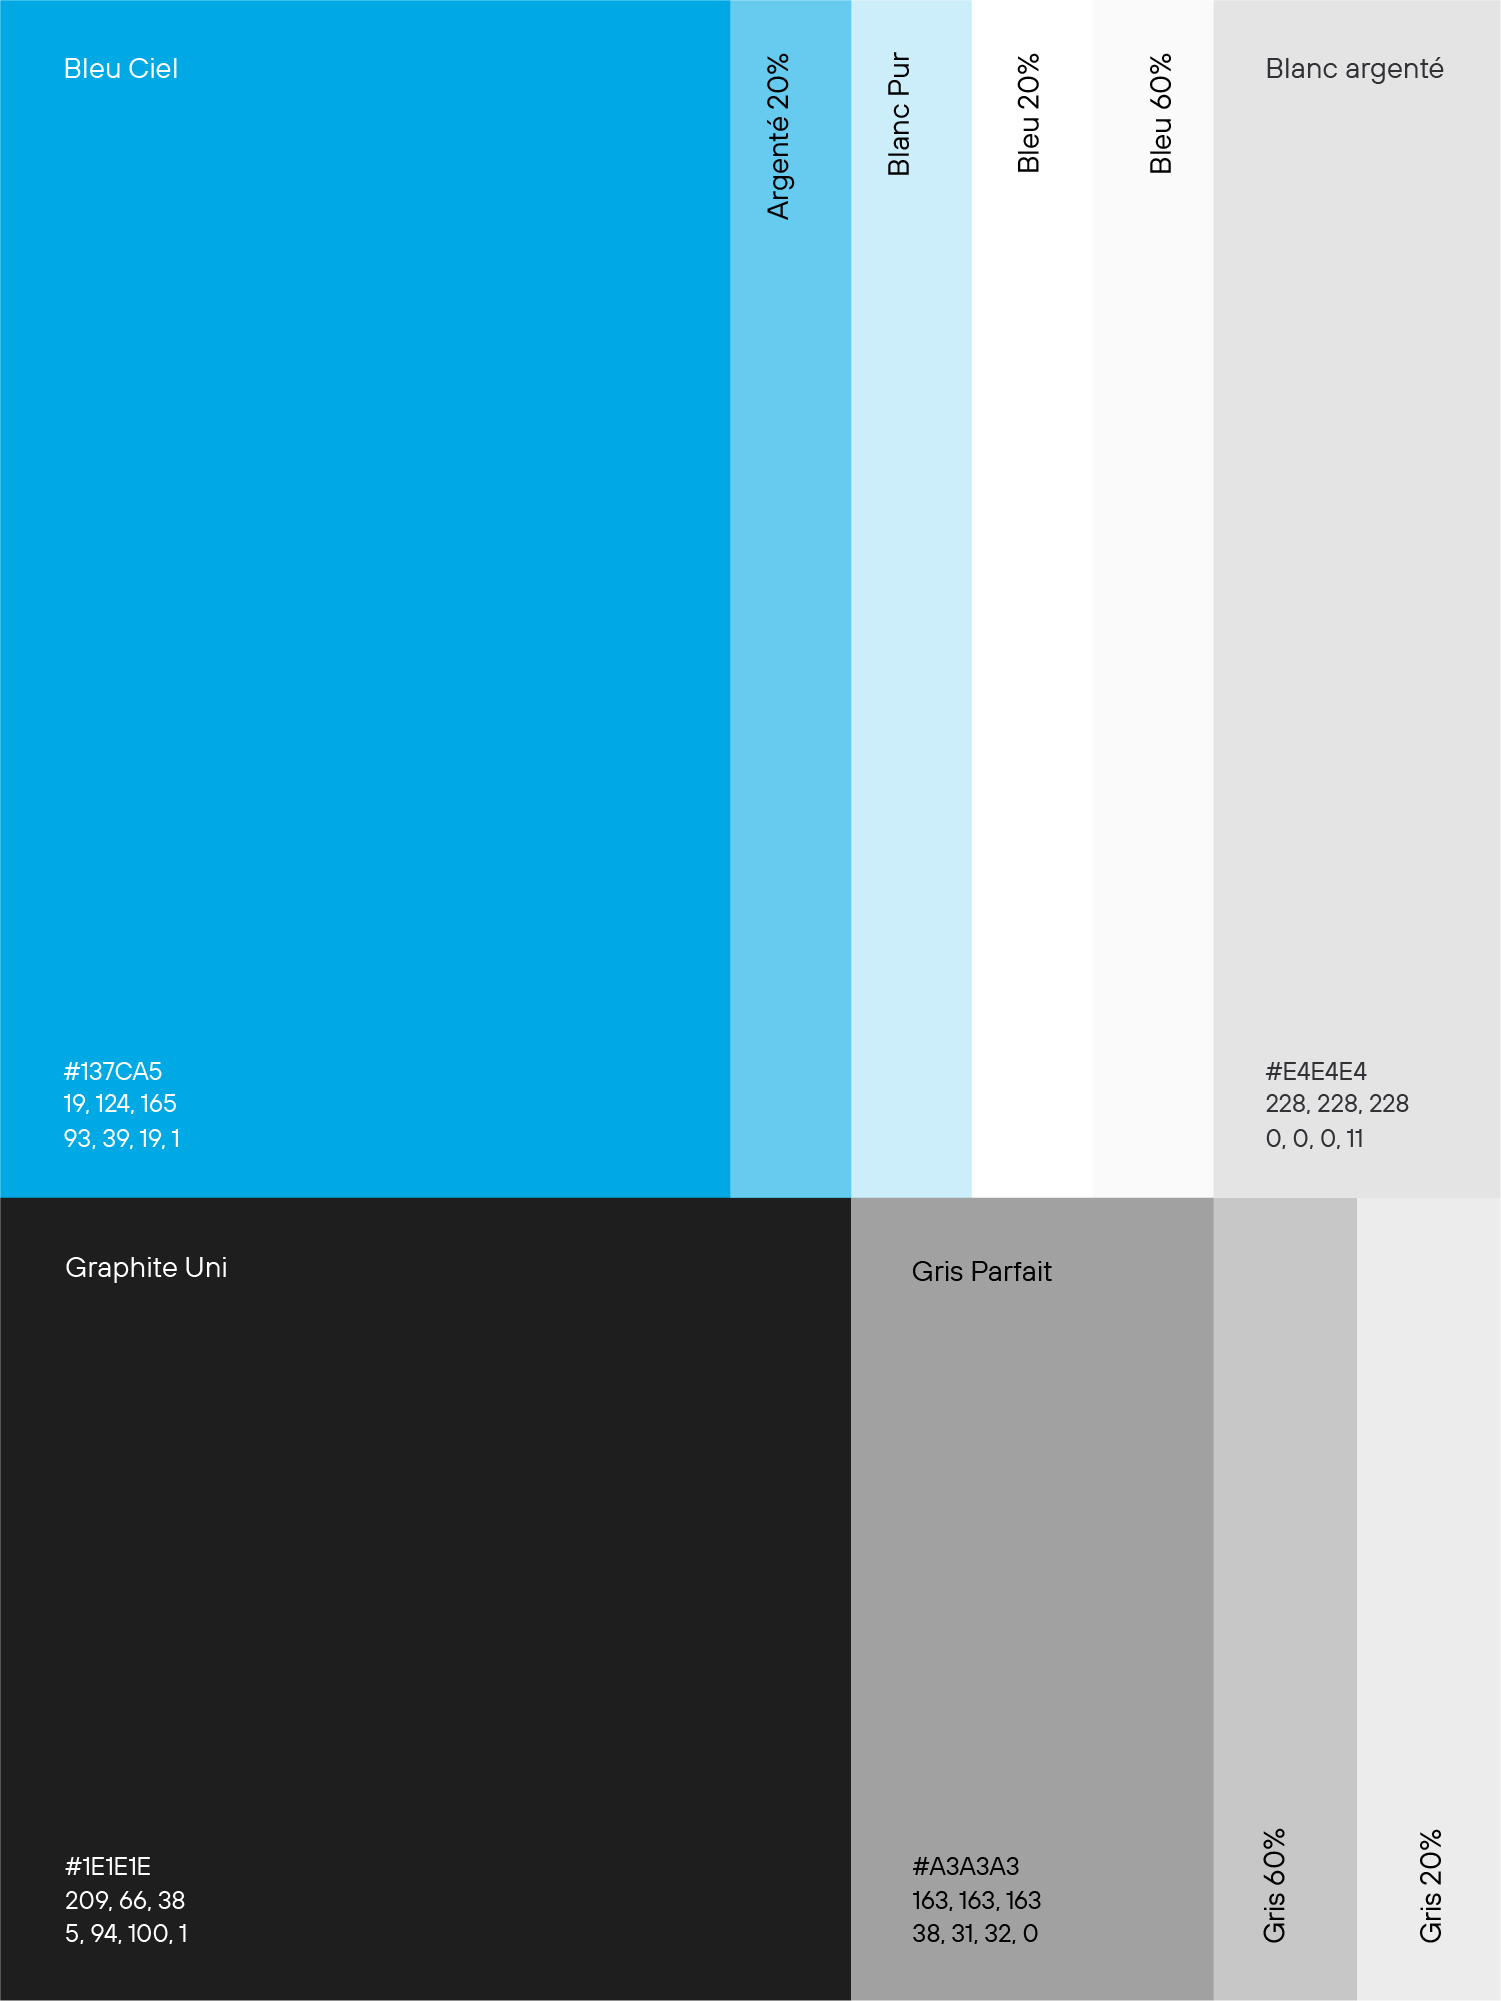 Bleu Ciel
Argenté 20%
Blanc Pur
Bleu 20%
Bleu 60%
Blanc argenté
#137CA5
19, 124, 165
93, 39, 19, 1
#E4E4E4
228, 228, 228
0, 0, 0, 11
Graphite Uni
Gris Parfait
#1E1E1E
209, 66, 38
5, 94, 100, 1
#A3A3A3
163, 163, 163
38, 31, 32, 0
Gris 60%
Gris 20%